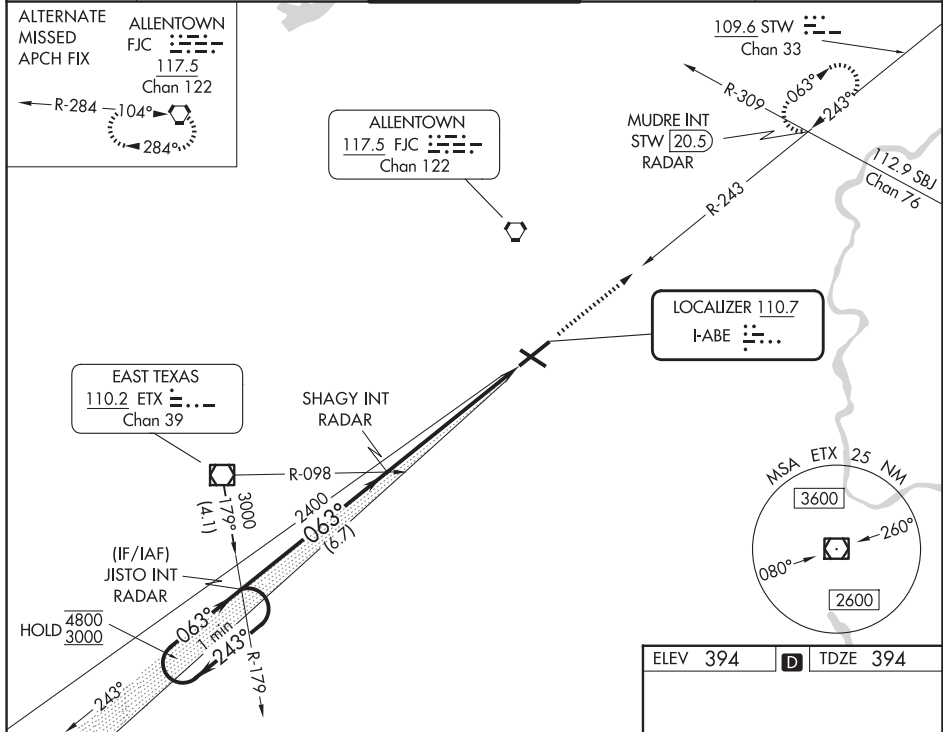 ALTERNATE
MISSED
APCH FIX
ALLENTOWN
FJC
117.5
Chan 122
R-284
104°
284°
ALLENTOWN
117.5 FJC
Chan 122
109.6 STW
Chan 33
R-309
063°
243°
MUDRE INT
STW 20.5
RADAR
112.9 SBJ
Chan 76
R-243
LOCALIZER 110.7
I-ABE
EAST TEXAS
110.2 ETX
Chan 39
SHAGY INT
RADAR
R-098
3000
179°
(4.1)
2400
063°
(6.7)
(IF/IAF)
JISTO INT
RADAR
HOLD 4800
3000
063°
1 min
243°
R-179
243°
MSA ETX 25 NM
3600
260°
080°
2600
ELEV 394 D TDZE 394